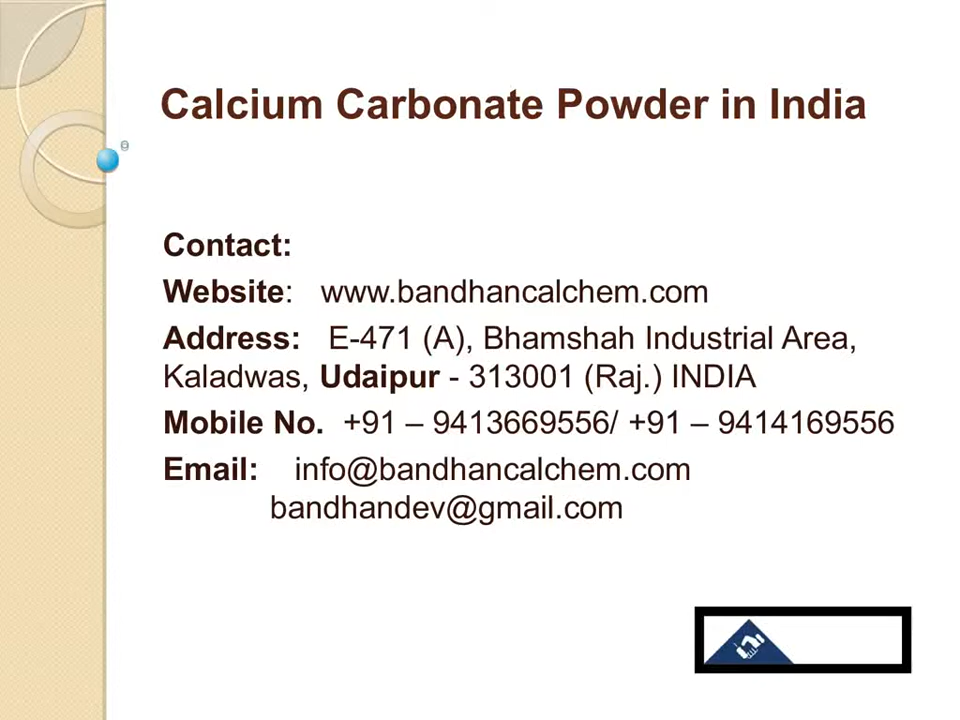 Calcium Carbonate Powder in India
Contact:
Website: www.bandhancalchem.com
Address: E-471 (A), Bhamshah Industrial Area,
Kaladwas, Udaipur - 313001 (Raj.) INDIA
Mobile No. +91 – 9413669556/ +91 – 9414169556
Email: info@bandhancalchem.com
bandhandev@gmail.com